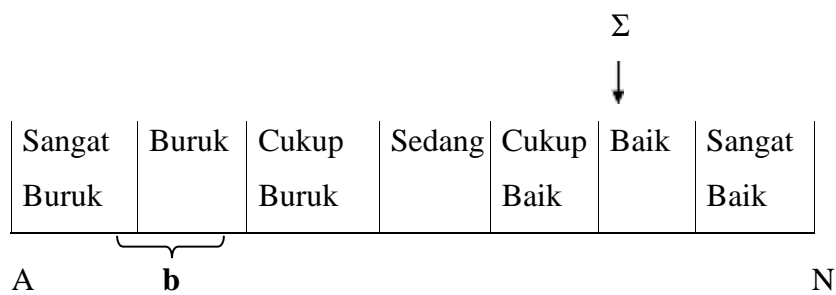 Σ
Sangat Buruk Cukup Sedang Cukup Baik Sangat
Buruk Buruk Baik Baik
A b N